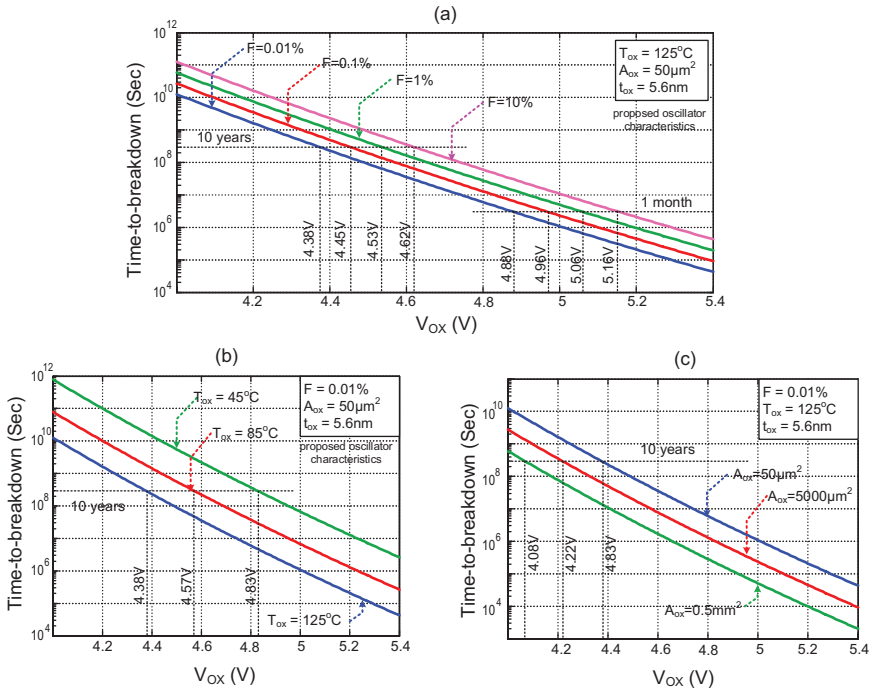 (a)
Time-to-breakdown (Sec)
10^12
10^10
10^8
10^6
10^4
F=0.01%
F=0.1%
F=1%
F=10%
T_ox = 125°C
A_ox = 50μm²
t_ox = 5.6nm
proposed oscillator
characteristics
10 years
1 month
4.38V
4.45V
4.53V
4.62V
4.88V
4.96V
5.06V
5.16V
4.2
4.4
4.6
4.8
5
5.2
5.4
V_OX (V)
(b)
Time-to-breakdown (Sec)
10^12
10^10
10^8
10^6
10^4
T_ox = 45°C
T_ox = 85°C
F = 0.01%
A_ox = 50μm²
t_ox = 5.6nm
proposed oscillator
characteristics
10 years
4.38V
4.57V
4.83V
T_ox = 125°C
4.2
4.4
4.6
4.8
5
5.2
5.4
V_OX (V)
(c)
Time-to-breakdown (Sec)
10^10
10^8
10^6
10^4
F = 0.01%
T_ox = 125°C
t_ox = 5.6nm
10 years
A_ox=50μm²
A_ox=5000μm²
4.08V
4.22V
4.83V
A_ox=0.5mm²
4.2
4.4
4.6
4.8
5
5.2
5.4
V_OX (V)